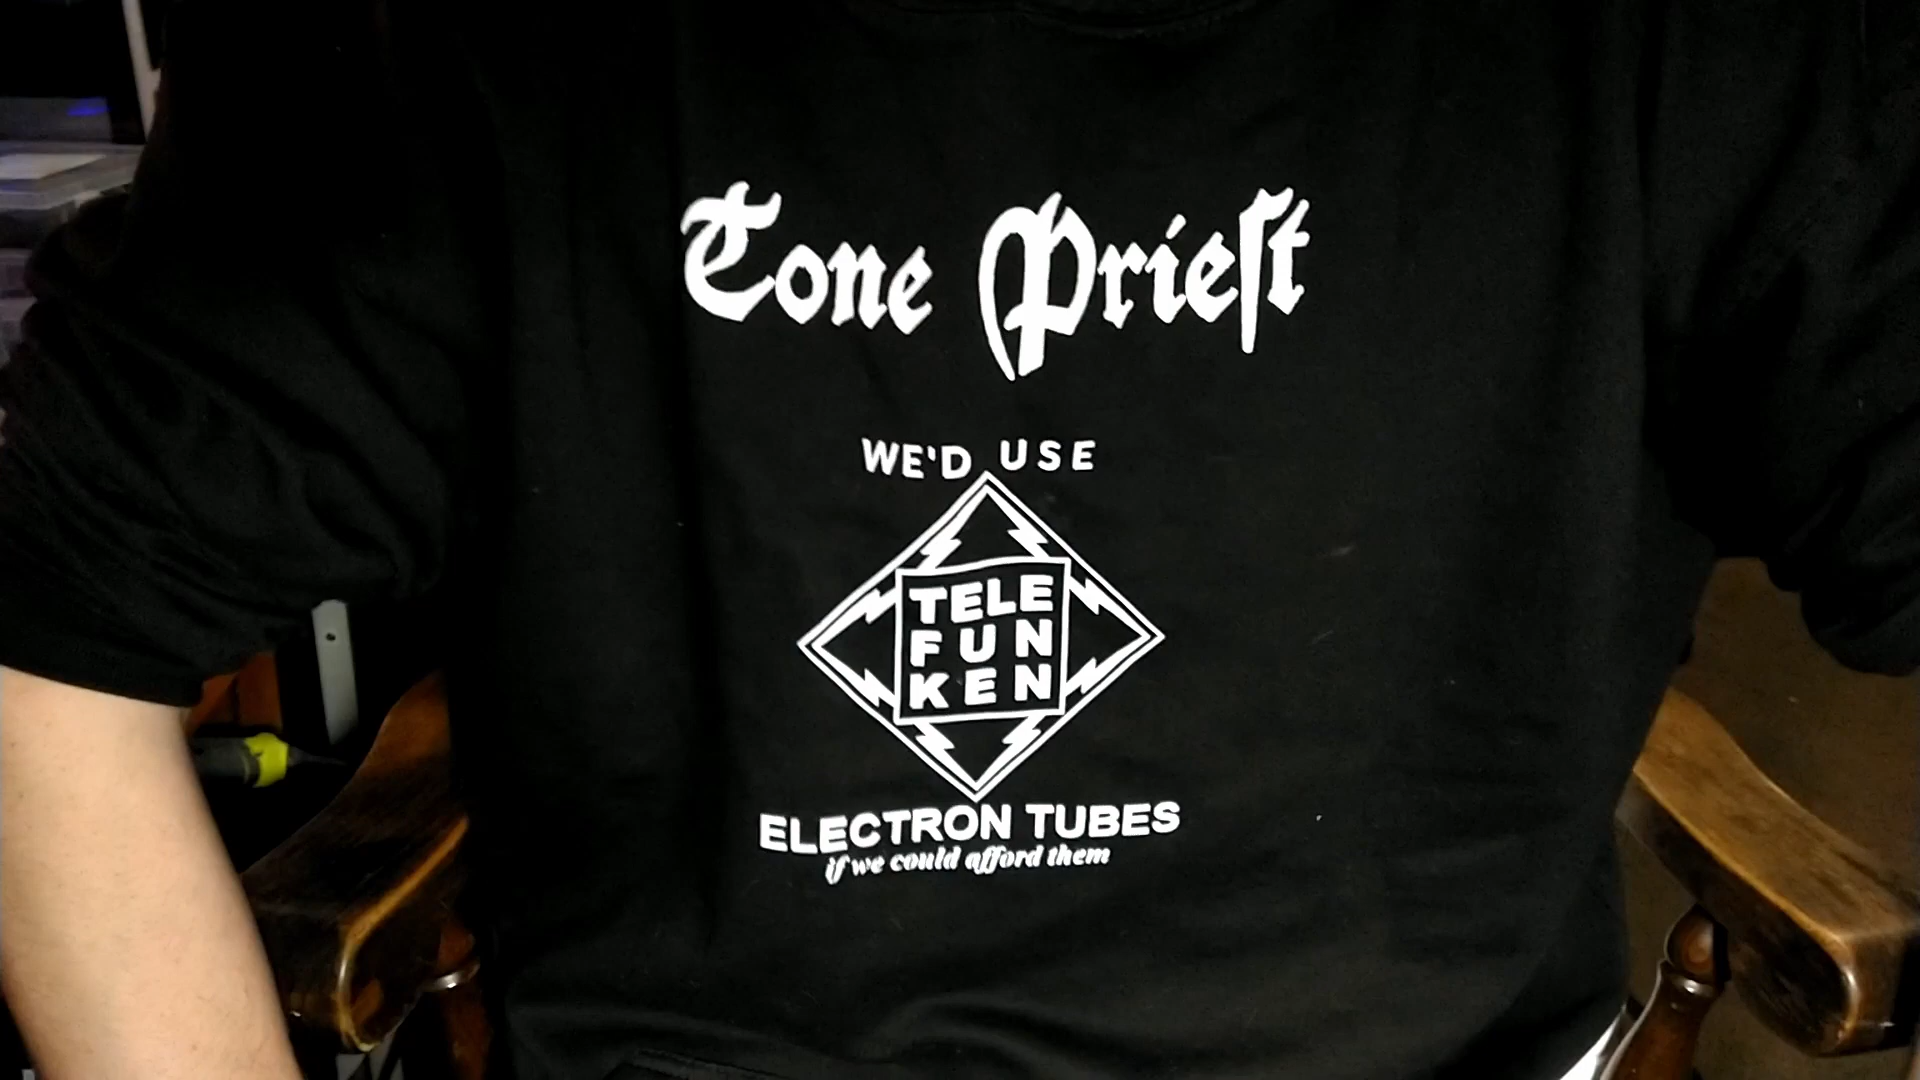 Tone Prieſt
WE'D USE
TELE
FUN
KEN
ELECTRON TUBES
if we could afford them